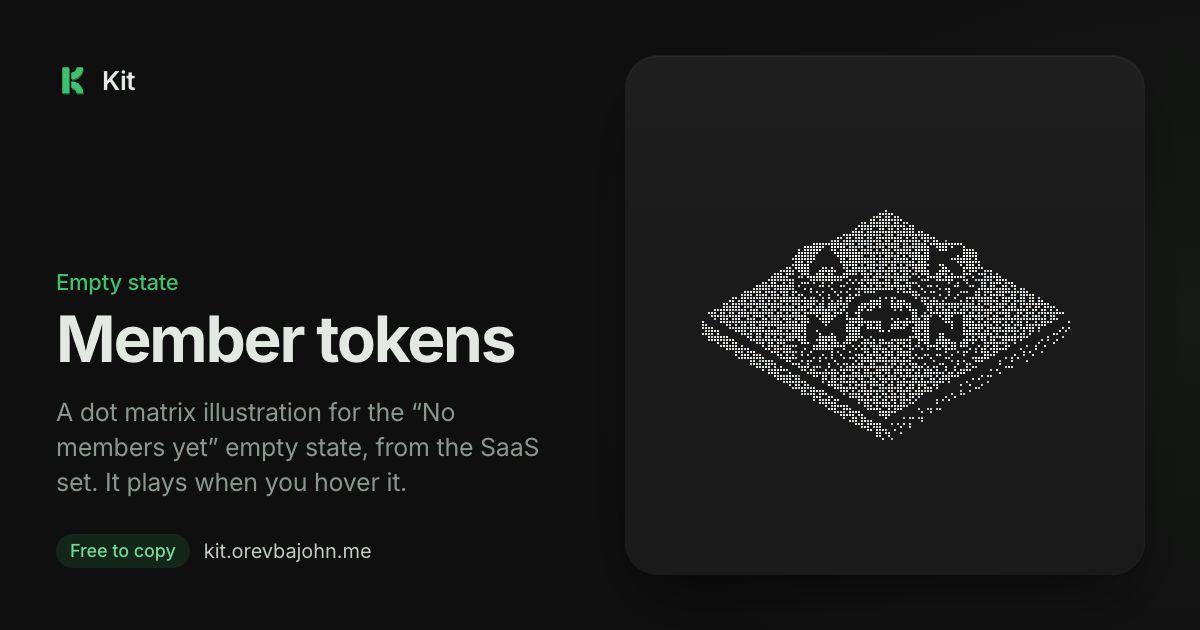 Kit
Empty state
Member tokens
A dot matrix illustration for the “No
members yet” empty state, from the SaaS
set. It plays when you hover it.
Free to copy
kit.orevbajohn.me
A K
M N